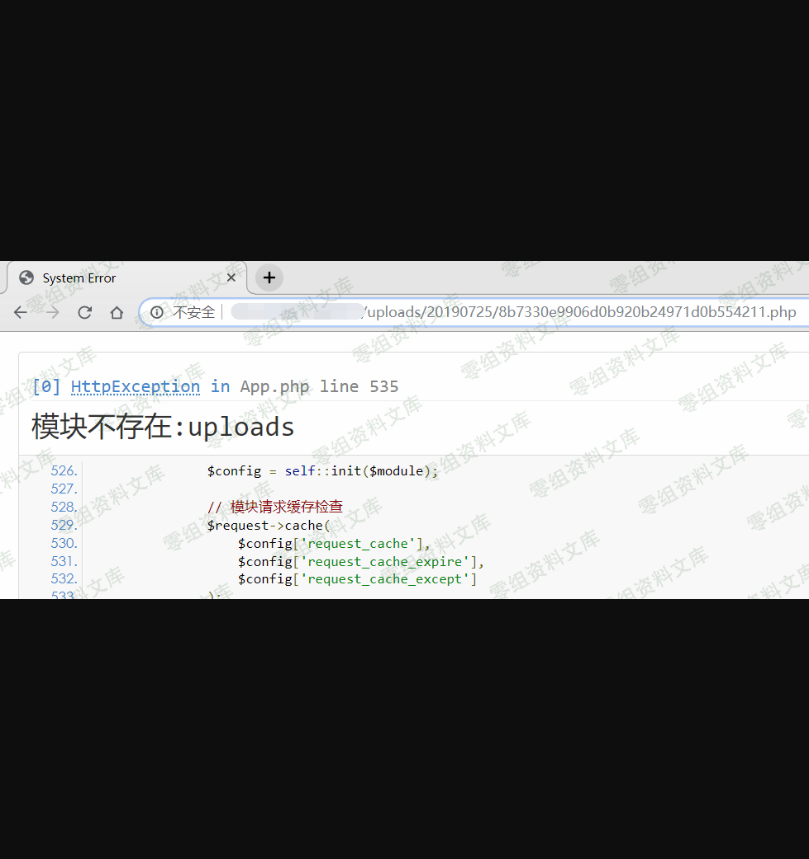 System Error
不安全
/uploads/20190725/8b7330e9906d0b920b24971d0b554211.php
[0] HttpException in App.php line 535
模块不存在:uploads
526. $config = self::init($module);
527.
528. // 模块请求缓存检查
529. $request->cache(
530. $config['request_cache'],
531. $config['request_cache_expire'],
532. $config['request_cache_except']
533. );
零组资料文库